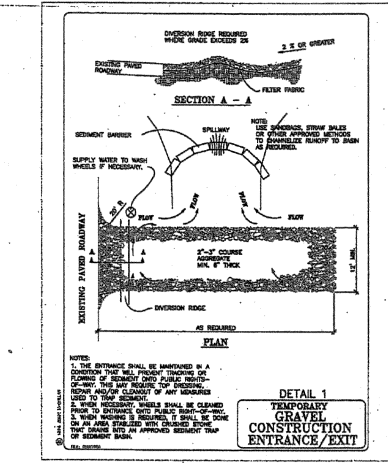 DIVERSION RIDGE REQUIRED
WHERE GRADE EXCEEDS 2%
2 % OR GREATER
EXISTING PAVED
ROADWAY
FILTER FABRIC
SECTION A - A
NOTE:
USE SANDBAGS, STRAW BALES
OR OTHER APPROVED METHODS
TO CHANNELIZE RUNOFF TO BASIN
AS REQUIRED.
SPILLWAY
SEDIMENT BARRIER
SUPPLY WATER TO WASH
WHEELS IF NECESSARY.
FLOW
FLOW
FLOW
20' R
A
A
EXISTING PAVED ROADWAY
2"-3" COURSE
AGGREGATE
MIN. 6" THICK
12' MIN.
DIVERSION RIDGE
AS REQUIRED
PLAN
NOTES:
1. THE ENTRANCE SHALL BE MAINTAINED IN A
CONDITION THAT WILL PREVENT TRACKING OR
FLOWING OF SEDIMENT ONTO PUBLIC RIGHTS-
OF-WAY. THIS MAY REQUIRE TOP DRESSING,
REPAIR AND/OR CLEANOUT OF ANY MEASURES
USED TO TRAP SEDIMENT.
2. WHEN NECESSARY, WHEELS SHALL BE CLEANED
PRIOR TO ENTRANCE ONTO PUBLIC RIGHT-OF-WAY.
3. WHEN WASHING IS REQUIRED, IT SHALL BE DONE
ON AN AREA STABILIZED WITH CRUSHED STONE
THAT DRAINS INTO AN APPROVED SEDIMENT TRAP
OR SEDIMENT BASIN.
DETAIL 1
TEMPORARY
GRAVEL
CONSTRUCTION
ENTRANCE/EXIT